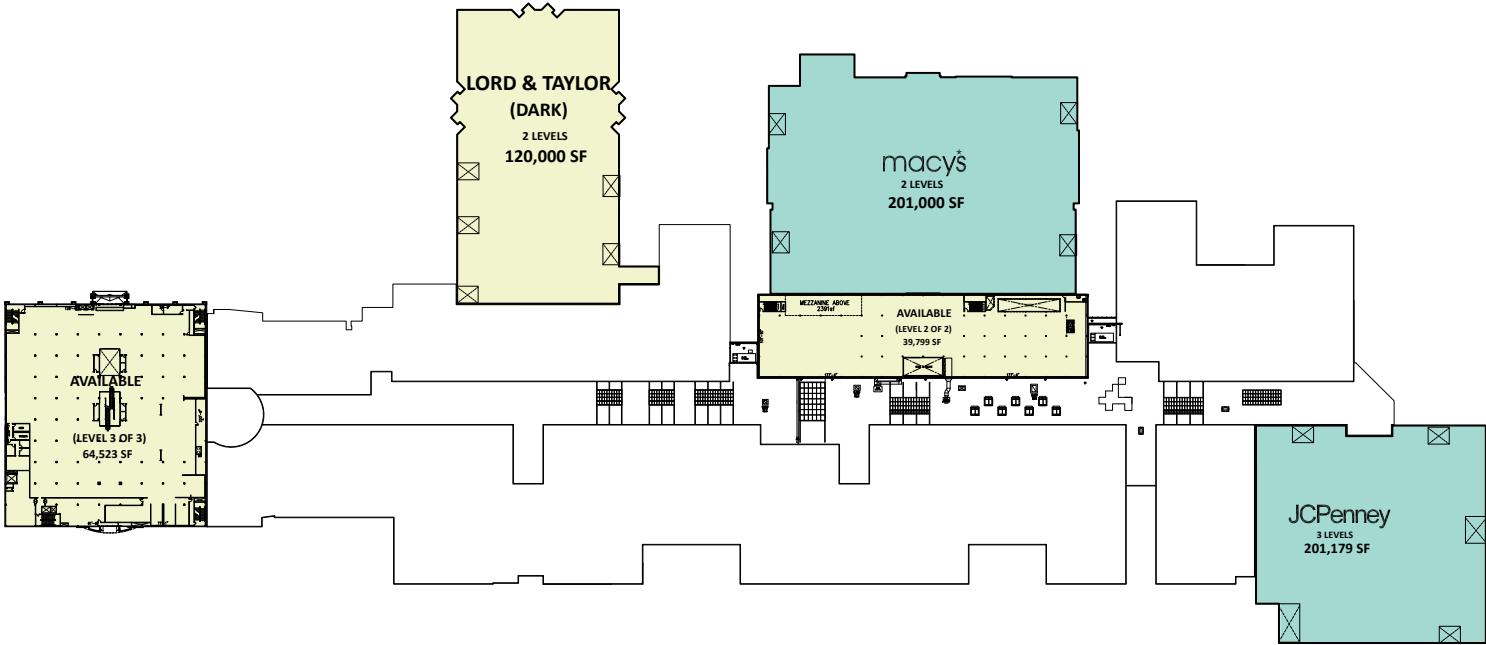 LORD & TAYLOR
(DARK)
2 LEVELS
120,000 SF
macy's
2 LEVELS
201,000 SF
MEZZANINE ABOVE
2391sf
AVAILABLE
(LEVEL 2 OF 2)
39,799 SF
AVAILABLE
(LEVEL 3 OF 3)
64,523 SF
JCPenney
3 LEVELS
201,179 SF